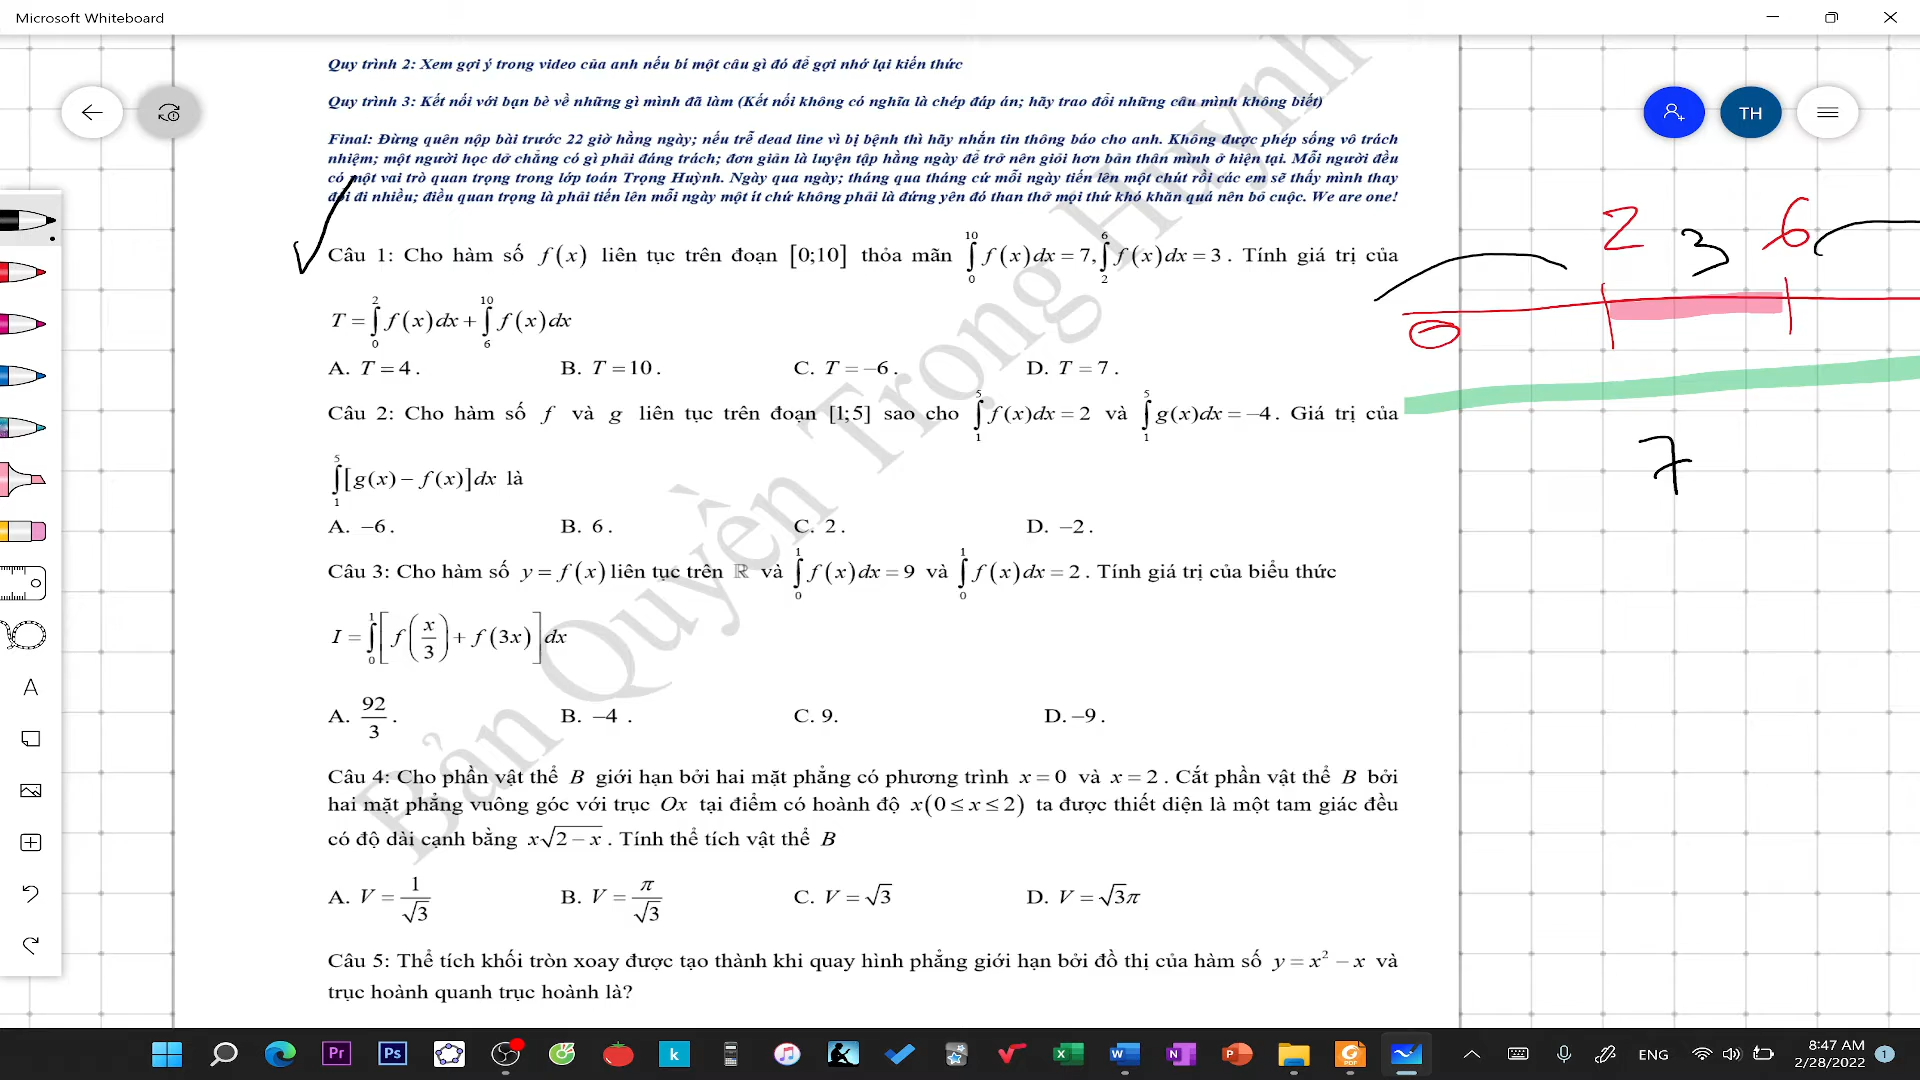 Microsoft Whiteboard
Quy trình 2: Xem gợi ý trong video của anh nếu bí một câu gì đó để gợi nhớ lại kiến thức
Quy trình 3: Kết nối với bạn bè về những gì mình đã làm (Kết nối không có nghĩa là chép đáp án; hãy trao đổi những câu mình không biết)
Final: Đừng quên nộp bài trước 22 giờ hằng ngày; nếu trễ dead line vì bị bệnh thì hãy nhắn tin thông báo cho anh. Không được phép sống vô trách
nhiệm; một người học dở chẳng có gì phải đáng trách; đơn giản là luyện tập hằng ngày để trở nên giỏi hơn bản thân mình ở hiện tại. Mỗi người đều
có một vai trò quan trọng trong lớp toán Trọng Huỳnh. Ngày qua ngày; tháng qua tháng cứ mỗi ngày tiến lên một chút rồi các em sẽ thấy mình thay
đổi đi nhiều; điều quan trọng là phải tiến lên mỗi ngày một ít chứ không phải là đứng yên đó than thở mọi thứ khó khăn quá nên bỏ cuộc. We are one!
Câu 1: Cho hàm số f(x) liên tục trên đoạn [0;10] thỏa mãn ∫₀¹⁰ f(x)dx = 7, ∫₂⁶ f(x)dx = 3. Tính giá trị của
T = ∫₀² f(x)dx + ∫₆¹⁰ f(x)dx
A. T = 4. B. T = 10. C. T = −6. D. T = 7.
Câu 2: Cho hàm số f và g liên tục trên đoạn [1;5] sao cho ∫₁⁵ f(x)dx = 2 và ∫₁⁵ g(x)dx = −4. Giá trị của
∫₁⁵ [g(x) − f(x)]dx là
A. −6. B. 6. C. 2. D. −2.
Câu 3: Cho hàm số y = f(x) liên tục trên ℝ và ∫₀¹ f(x)dx = 9 và ∫₀¹ f(x)dx = 2. Tính giá trị của biểu thức
I = ∫₀¹ [f(x/3) + f(3x)]dx
A. 92/3. B. −4. C. 9. D. −9.
Câu 4: Cho phần vật thể B giới hạn bởi hai mặt phẳng có phương trình x = 0 và x = 2. Cắt phần vật thể B bởi
hai mặt phẳng vuông góc với trục Ox tại điểm có hoành độ x(0 ≤ x ≤ 2) ta được thiết diện là một tam giác đều
có độ dài cạnh bằng x√(2 − x). Tính thể tích vật thể B
A. V = 1/√3 B. V = π/√3 C. V = √3 D. V = √3π
Câu 5: Thể tích khối tròn xoay được tạo thành khi quay hình phẳng giới hạn bởi đồ thị của hàm số y = x² − x và
trục hoành quanh trục hoành là?
Bản Quyền Trọng Huỳnh
TH
2 3 6
0
7
A
Pr
Ps
k
ENG
8:47 AM
2/28/2022
1